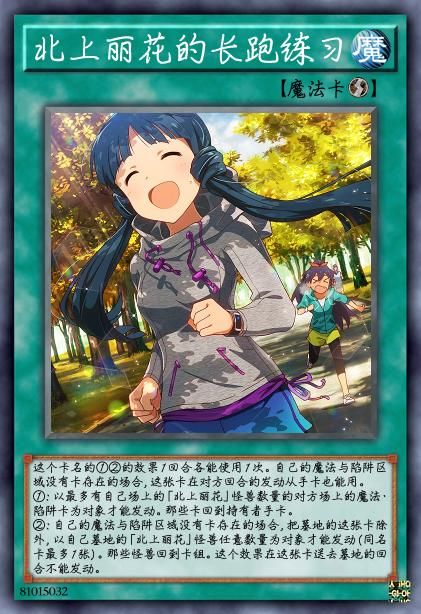 北上丽花的长跑练习 魔
【魔法卡】
这个卡名的①②的效果1回合各能使用1次。自己的魔法与陷阱区
域没有卡存在的场合,这张卡在对方回合的发动从手卡也能用。
①:以最多有自己场上的「北上丽花」怪兽数量的对方场上的魔法·
陷阱卡为对象才能发动。那些卡回到持有者手卡。
②:自己的魔法与陷阱区域没有卡存在的场合,把墓地的这张卡除
外,以自己墓地的「北上丽花」怪兽任意数量为对象才能发动(同名
卡最多1张)。那些怪兽回到卡组。这个效果在这张卡送去墓地的回
合不能发动。
81015032